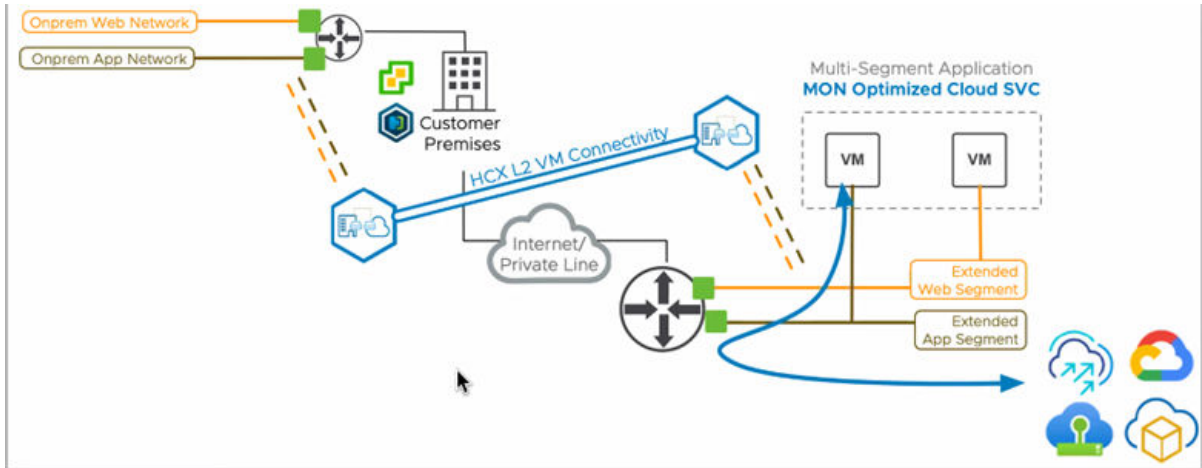 Onprem Web Network
Onprem App Network
Customer
Premises
HCX L2 VM Connectivity
Internet/
Private Line
Multi-Segment Application
MON Optimized Cloud SVC
VM
VM
Extended
Web Segment
Extended
App Segment